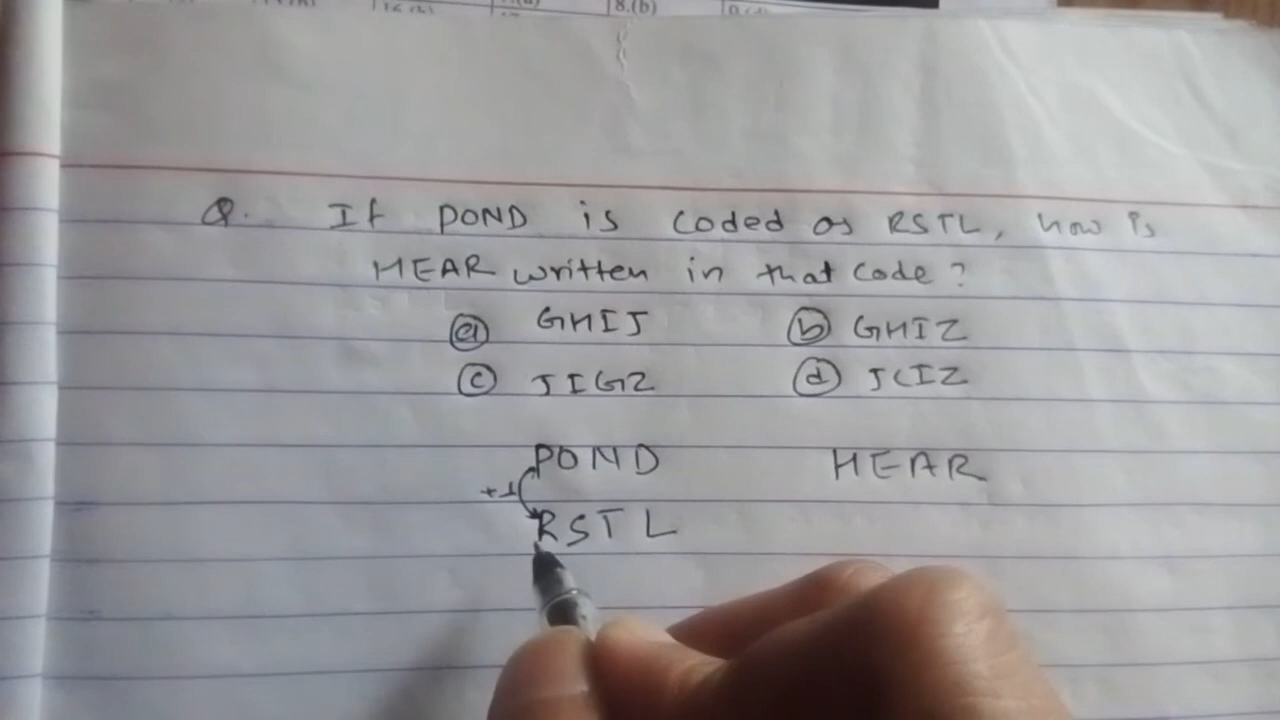 8.(b)
Q. If POND is coded as RSTL, how is
HEAR written in that code?
(a) GHIJ (b) GHIZ
(c) JIGZ (d) JCIZ
POND HEAR
+1
RSTL